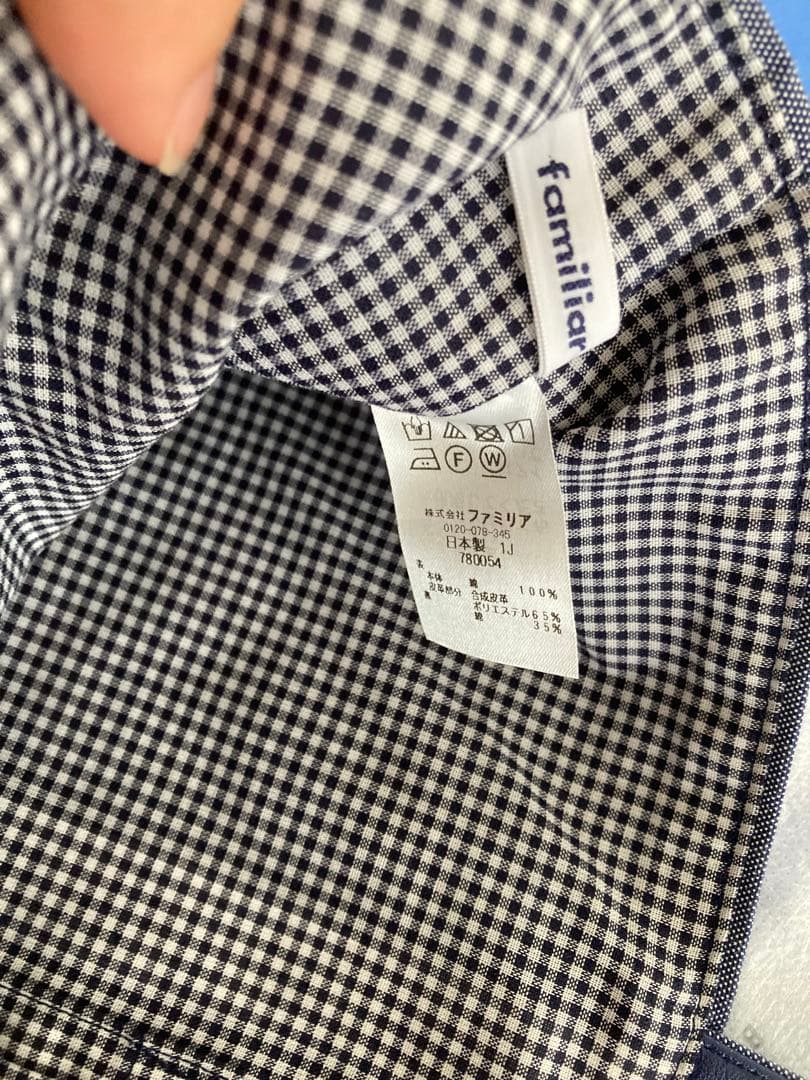 familiar
F W
株式会社 ファミリア
0120-078-345
日本製 1J
780054
表
本体 綿 100%
皮革部分 合成皮革
裏 ポリエステル65%
綿 35%